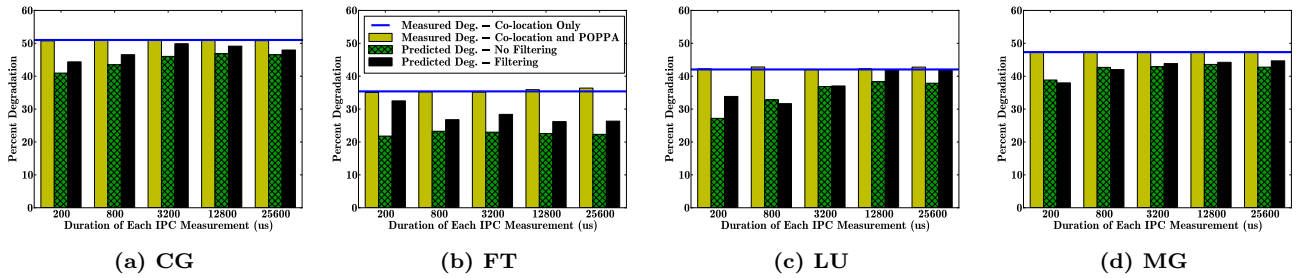 60
50
40
30
20
10
0
Percent Degradation
200 800 3200 12800 25600
Duration of Each IPC Measurement (us)
(a) CG
60
50
40
30
20
10
0
Percent Degradation
Measured Deg. – Co-location Only
Measured Deg. – Co-location and POPPA
Predicted Deg. – No Filtering
Predicted Deg. – Filtering
200 800 3200 12800 25600
Duration of Each IPC Measurement (us)
(b) FT
60
50
40
30
20
10
0
Percent Degradation
200 800 3200 12800 25600
Duration of Each IPC Measurement (us)
(c) LU
60
50
40
30
20
10
0
Percent Degradation
200 800 3200 12800 25600
Duration of Each IPC Measurement (us)
(d) MG